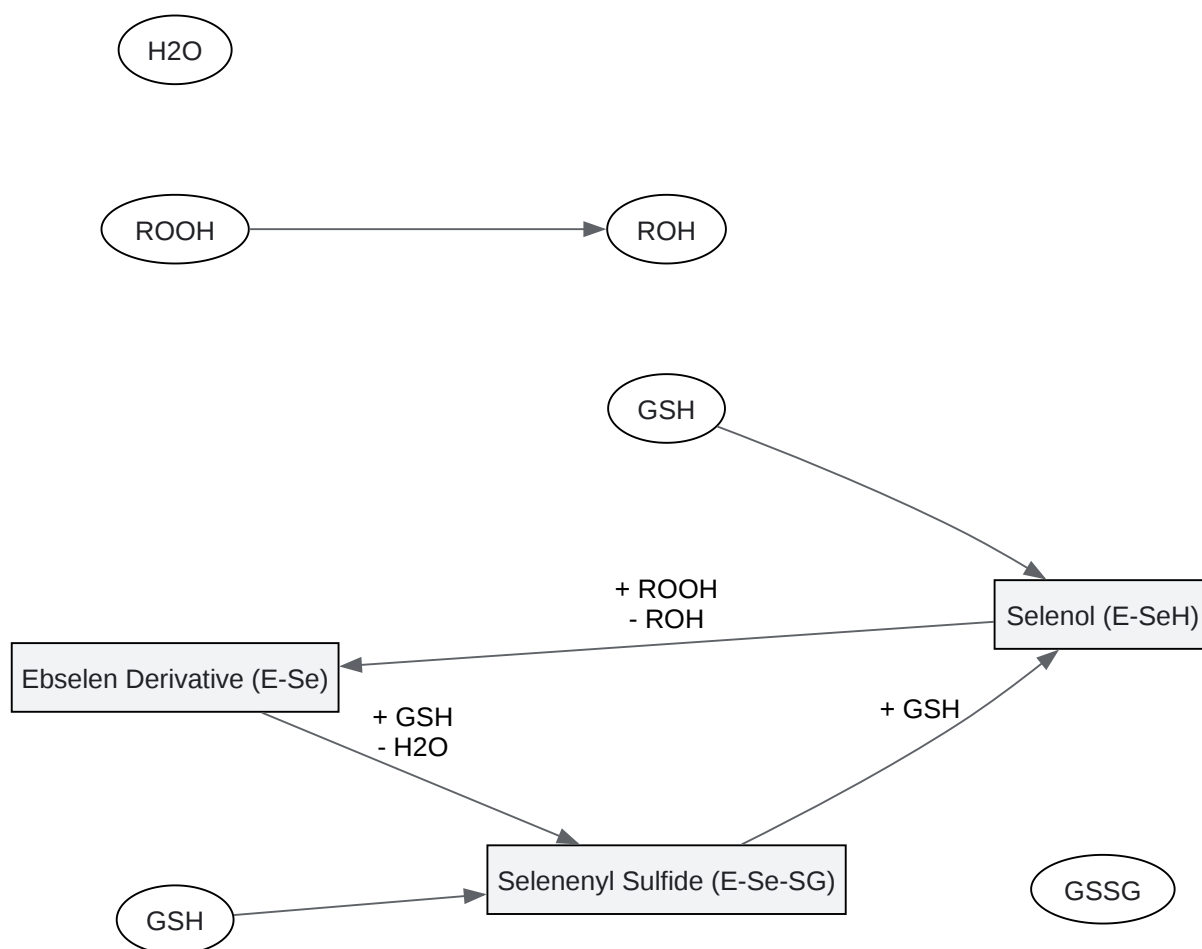 H2O
ROOH
ROH
GSH
+ ROOH
- ROH
Selenol (E-SeH)
Ebselen Derivative (E-Se)
+ GSH
- H2O
+ GSH
Selenenyl Sulfide (E-Se-SG)
GSSG
GSH